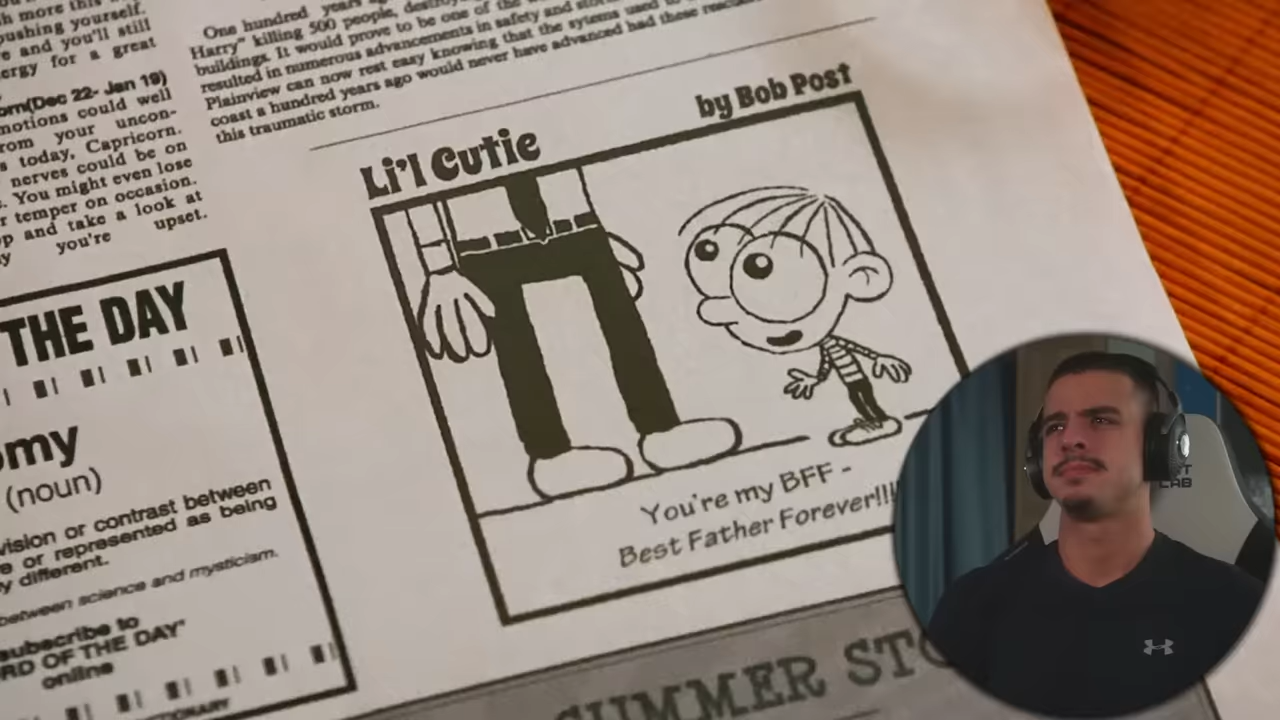 h more this
pushing yourself.
e and you'll still
ergy for a great
(Dec 22- Jan 19)
motions could well
rom your uncon-
s today, Capricorn.
nerves could be on
. You might even lose
r temper on occasion.
p and take a look at
y you're upset.
One hundred years
Harry" killing 500 people,
buildings. It would prove to be one of the
resulted in numerous advancements in safety and
Plainview can now rest easy knowing that the sytems used to
coast a hundred years ago would never have advanced had these
this traumatic storm.
Li'l Cutie
by Bob Post
You're my BFF -
Best Father Forever!!!
THE DAY
omy
(noun)
vision or contrast between
e or represented as being
y different.
between science and mysticism.
subscribe to
RD OF THE DAY"
online
SUMMER
LAB